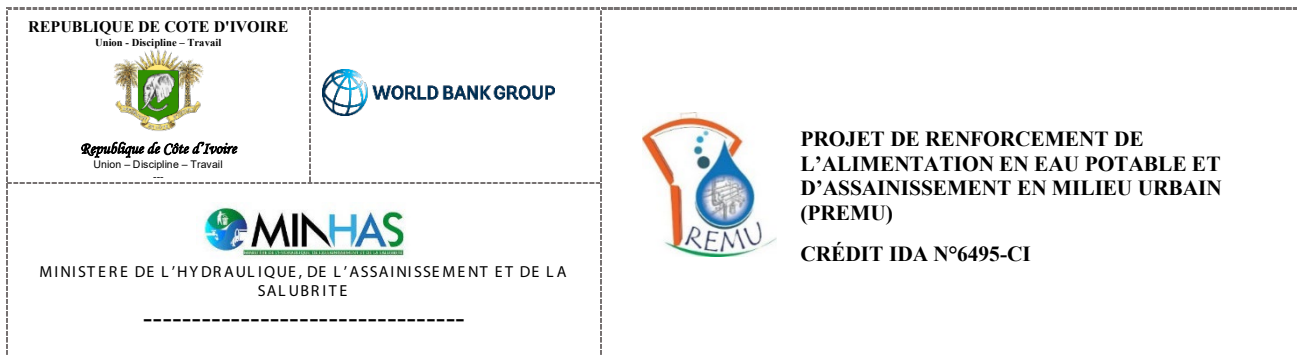 REPUBLIQUE DE COTE D'IVOIRE
Union - Discipline – Travail
Republique de Côte d'Ivoire
Union – Discipline – Travail
---
WORLD BANK GROUP
MINHAS
MINISTERE DE L'HYDRAULIQUE, DE L'ASSAINISSEMENT ET DE LA
SALUBRITE
---------------------------------
REMU
PROJET DE RENFORCEMENT DE
L'ALIMENTATION EN EAU POTABLE ET
D'ASSAINISSEMENT EN MILIEU URBAIN
(PREMU)
CRÉDIT IDA N°6495-CI